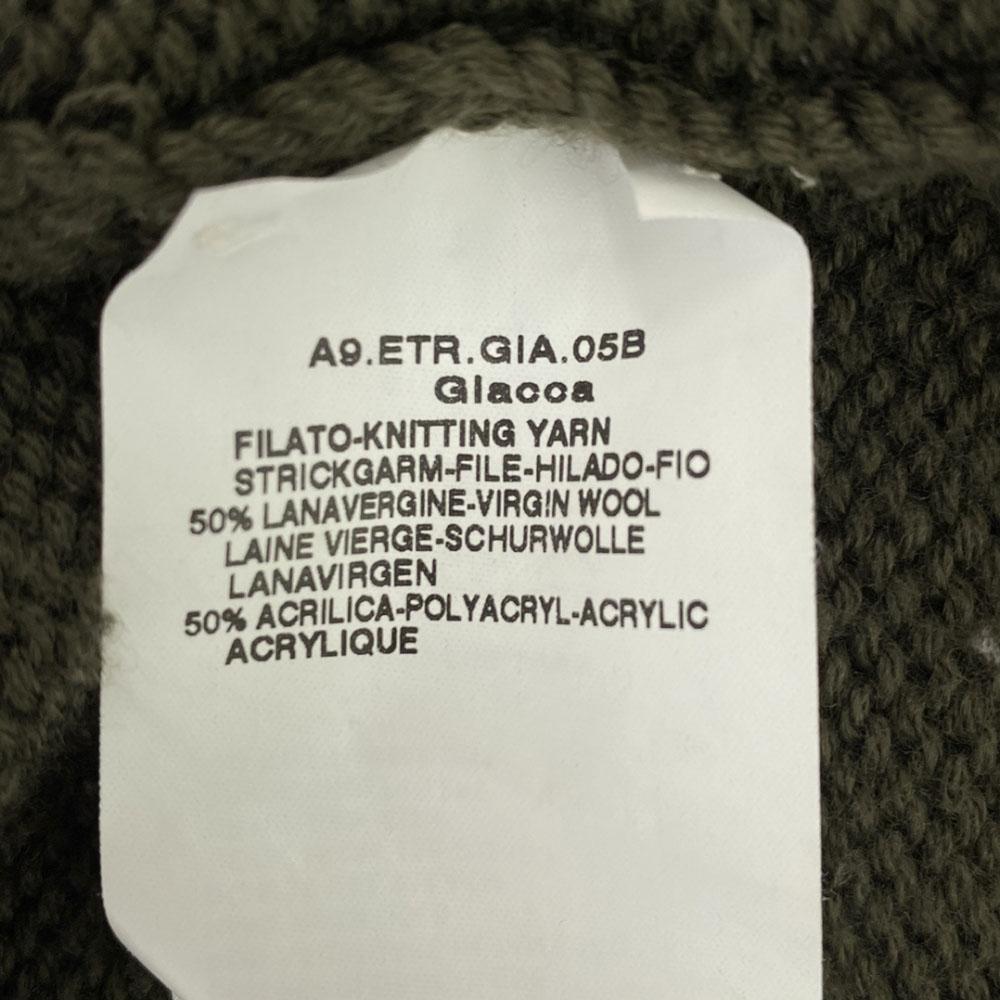 A9.ETR.GIA.05B
Giacca
FILATO-KNITTING YARN
STRICKGARM-FILE-HILADO-FIO
50% LANAVERGINE-VIRGIN WOOL
LAINE VIERGE-SCHURWOLLE
LANAVIRGEN
50% ACRILICA-POLYACRYL-ACRYLIC
ACRYLIQUE